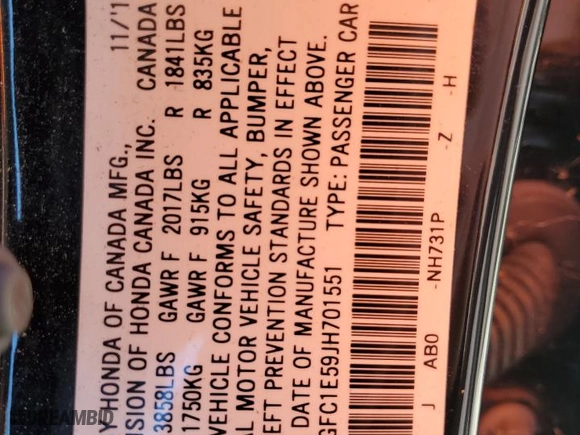 Y HONDA OF CANADA MFG., 11/1
ISION OF HONDA CANADA INC. CANADA
3858LBS GAWR F 2017LBS R 1841LBS
1750KG GAWR F 915KG R 835KG
VEHICLE CONFORMS TO ALL APPLICABLE
AL MOTOR VEHICLE SAFETY, BUMPER,
EFT PREVENTION STANDARDS IN EFFECT
DATE OF MANUFACTURE SHOWN ABOVE.
GFC1E59JH701551 TYPE: PASSENGER CAR
J AB0 -NH731P -Z -H